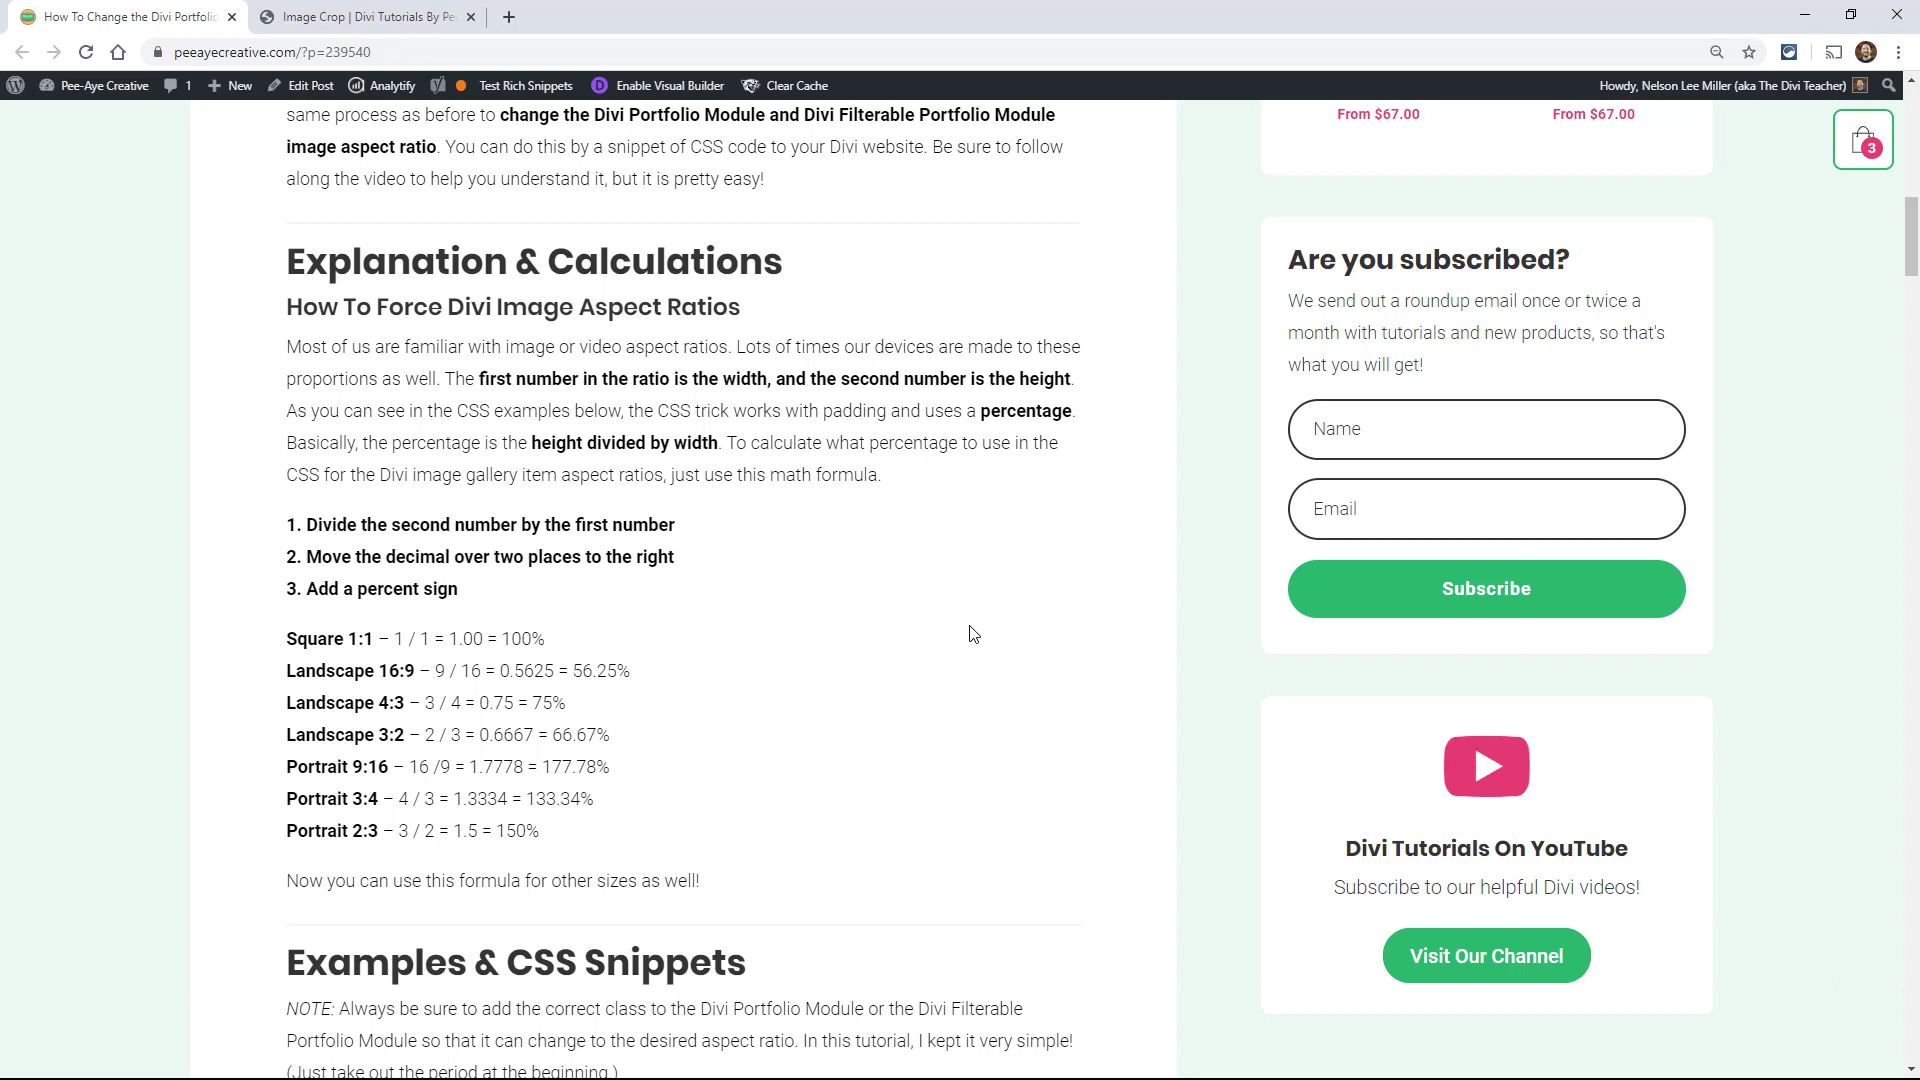 How To Change the Divi Portfolio
Image Crop | Divi Tutorials By Pe
peeayecreative.com/?p=239540
Pee-Aye Creative
1
New
Edit Post
Analytify
Test Rich Snippets
D
Enable Visual Builder
Clear Cache
Howdy, Nelson Lee Miller (aka The Divi Teacher)
same process as before to change the Divi Portfolio Module and Divi Filterable Portfolio Module
image aspect ratio. You can do this by a snippet of CSS code to your Divi website. Be sure to follow
along the video to help you understand it, but it is pretty easy!
Explanation & Calculations
How To Force Divi Image Aspect Ratios
Most of us are familiar with image or video aspect ratios. Lots of times our devices are made to these
proportions as well. The first number in the ratio is the width, and the second number is the height.
As you can see in the CSS examples below, the CSS trick works with padding and uses a percentage.
Basically, the percentage is the height divided by width. To calculate what percentage to use in the
CSS for the Divi image gallery item aspect ratios, just use this math formula.
1. Divide the second number by the first number
2. Move the decimal over two places to the right
3. Add a percent sign
Square 1:1 – 1 / 1 = 1.00 = 100%
Landscape 16:9 – 9 / 16 = 0.5625 = 56.25%
Landscape 4:3 – 3 / 4 = 0.75 = 75%
Landscape 3:2 – 2 / 3 = 0.6667 = 66.67%
Portrait 9:16 – 16 /9 = 1.7778 = 177.78%
Portrait 3:4 – 4 / 3 = 1.3334 = 133.34%
Portrait 2:3 – 3 / 2 = 1.5 = 150%
Now you can use this formula for other sizes as well!
Examples & CSS Snippets
NOTE: Always be sure to add the correct class to the Divi Portfolio Module or the Divi Filterable
Portfolio Module so that it can change to the desired aspect ratio. In this tutorial, I kept it very simple!
(Just take out the period at the beginning.)
From $67.00
From $67.00
3
Are you subscribed?
We send out a roundup email once or twice a
month with tutorials and new products, so that's
what you will get!
Name
Email
Subscribe
Divi Tutorials On YouTube
Subscribe to our helpful Divi videos!
Visit Our Channel